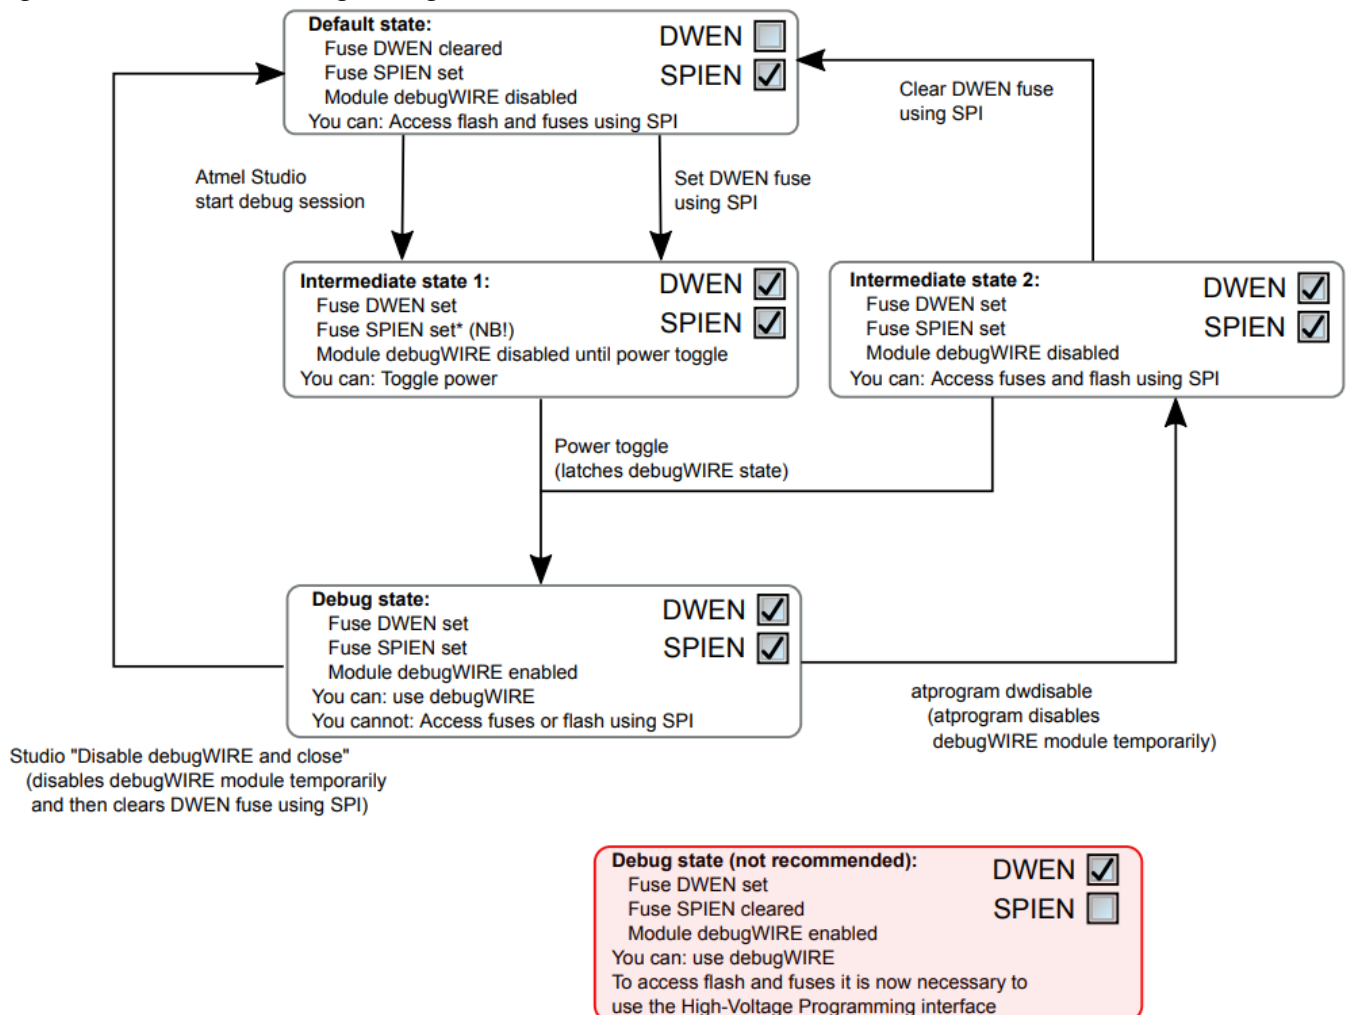 Default state:
Fuse DWEN cleared
Fuse SPIEN set
Module debugWIRE disabled
You can: Access flash and fuses using SPI
DWEN
SPIEN
Clear DWEN fuse
using SPI
Atmel Studio
start debug session
Set DWEN fuse
using SPI
Intermediate state 1:
Fuse DWEN set
Fuse SPIEN set* (NB!)
Module debugWIRE disabled until power toggle
You can: Toggle power
DWEN
SPIEN
Intermediate state 2:
Fuse DWEN set
Fuse SPIEN set
Module debugWIRE disabled
You can: Access fuses and flash using SPI
DWEN
SPIEN
Power toggle
(latches debugWIRE state)
Debug state:
Fuse DWEN set
Fuse SPIEN set
Module debugWIRE enabled
You can: use debugWIRE
You cannot: Access fuses or flash using SPI
DWEN
SPIEN
atprogram dwdisable
(atprogram disables
debugWIRE module temporarily)
Studio "Disable debugWIRE and close"
(disables debugWIRE module temporarily
and then clears DWEN fuse using SPI)
Debug state (not recommended):
Fuse DWEN set
Fuse SPIEN cleared
Module debugWIRE enabled
You can: use debugWIRE
To access flash and fuses it is now necessary to
use the High-Voltage Programming interface
DWEN
SPIEN